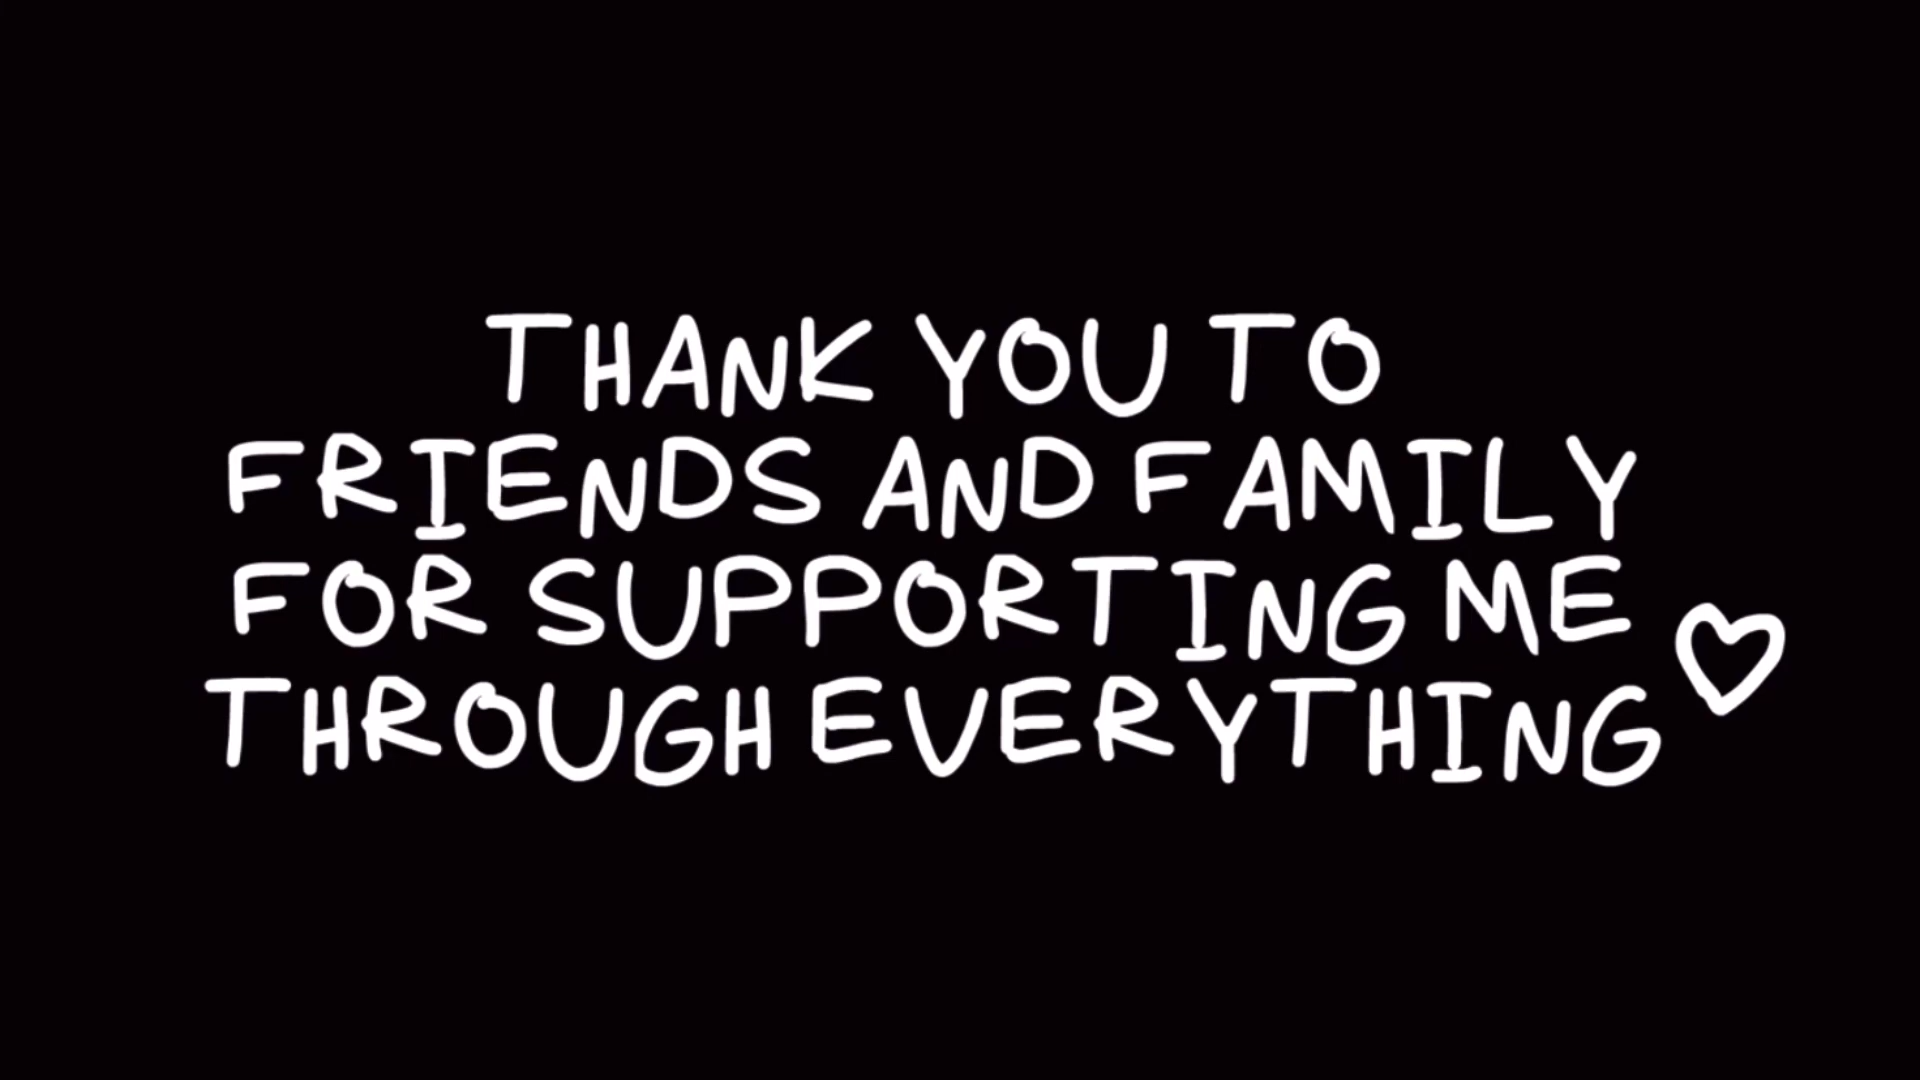 THANK YOU TO
FRIENDS AND FAMILY
FOR SUPPORTING ME
THROUGH EVERYTHING